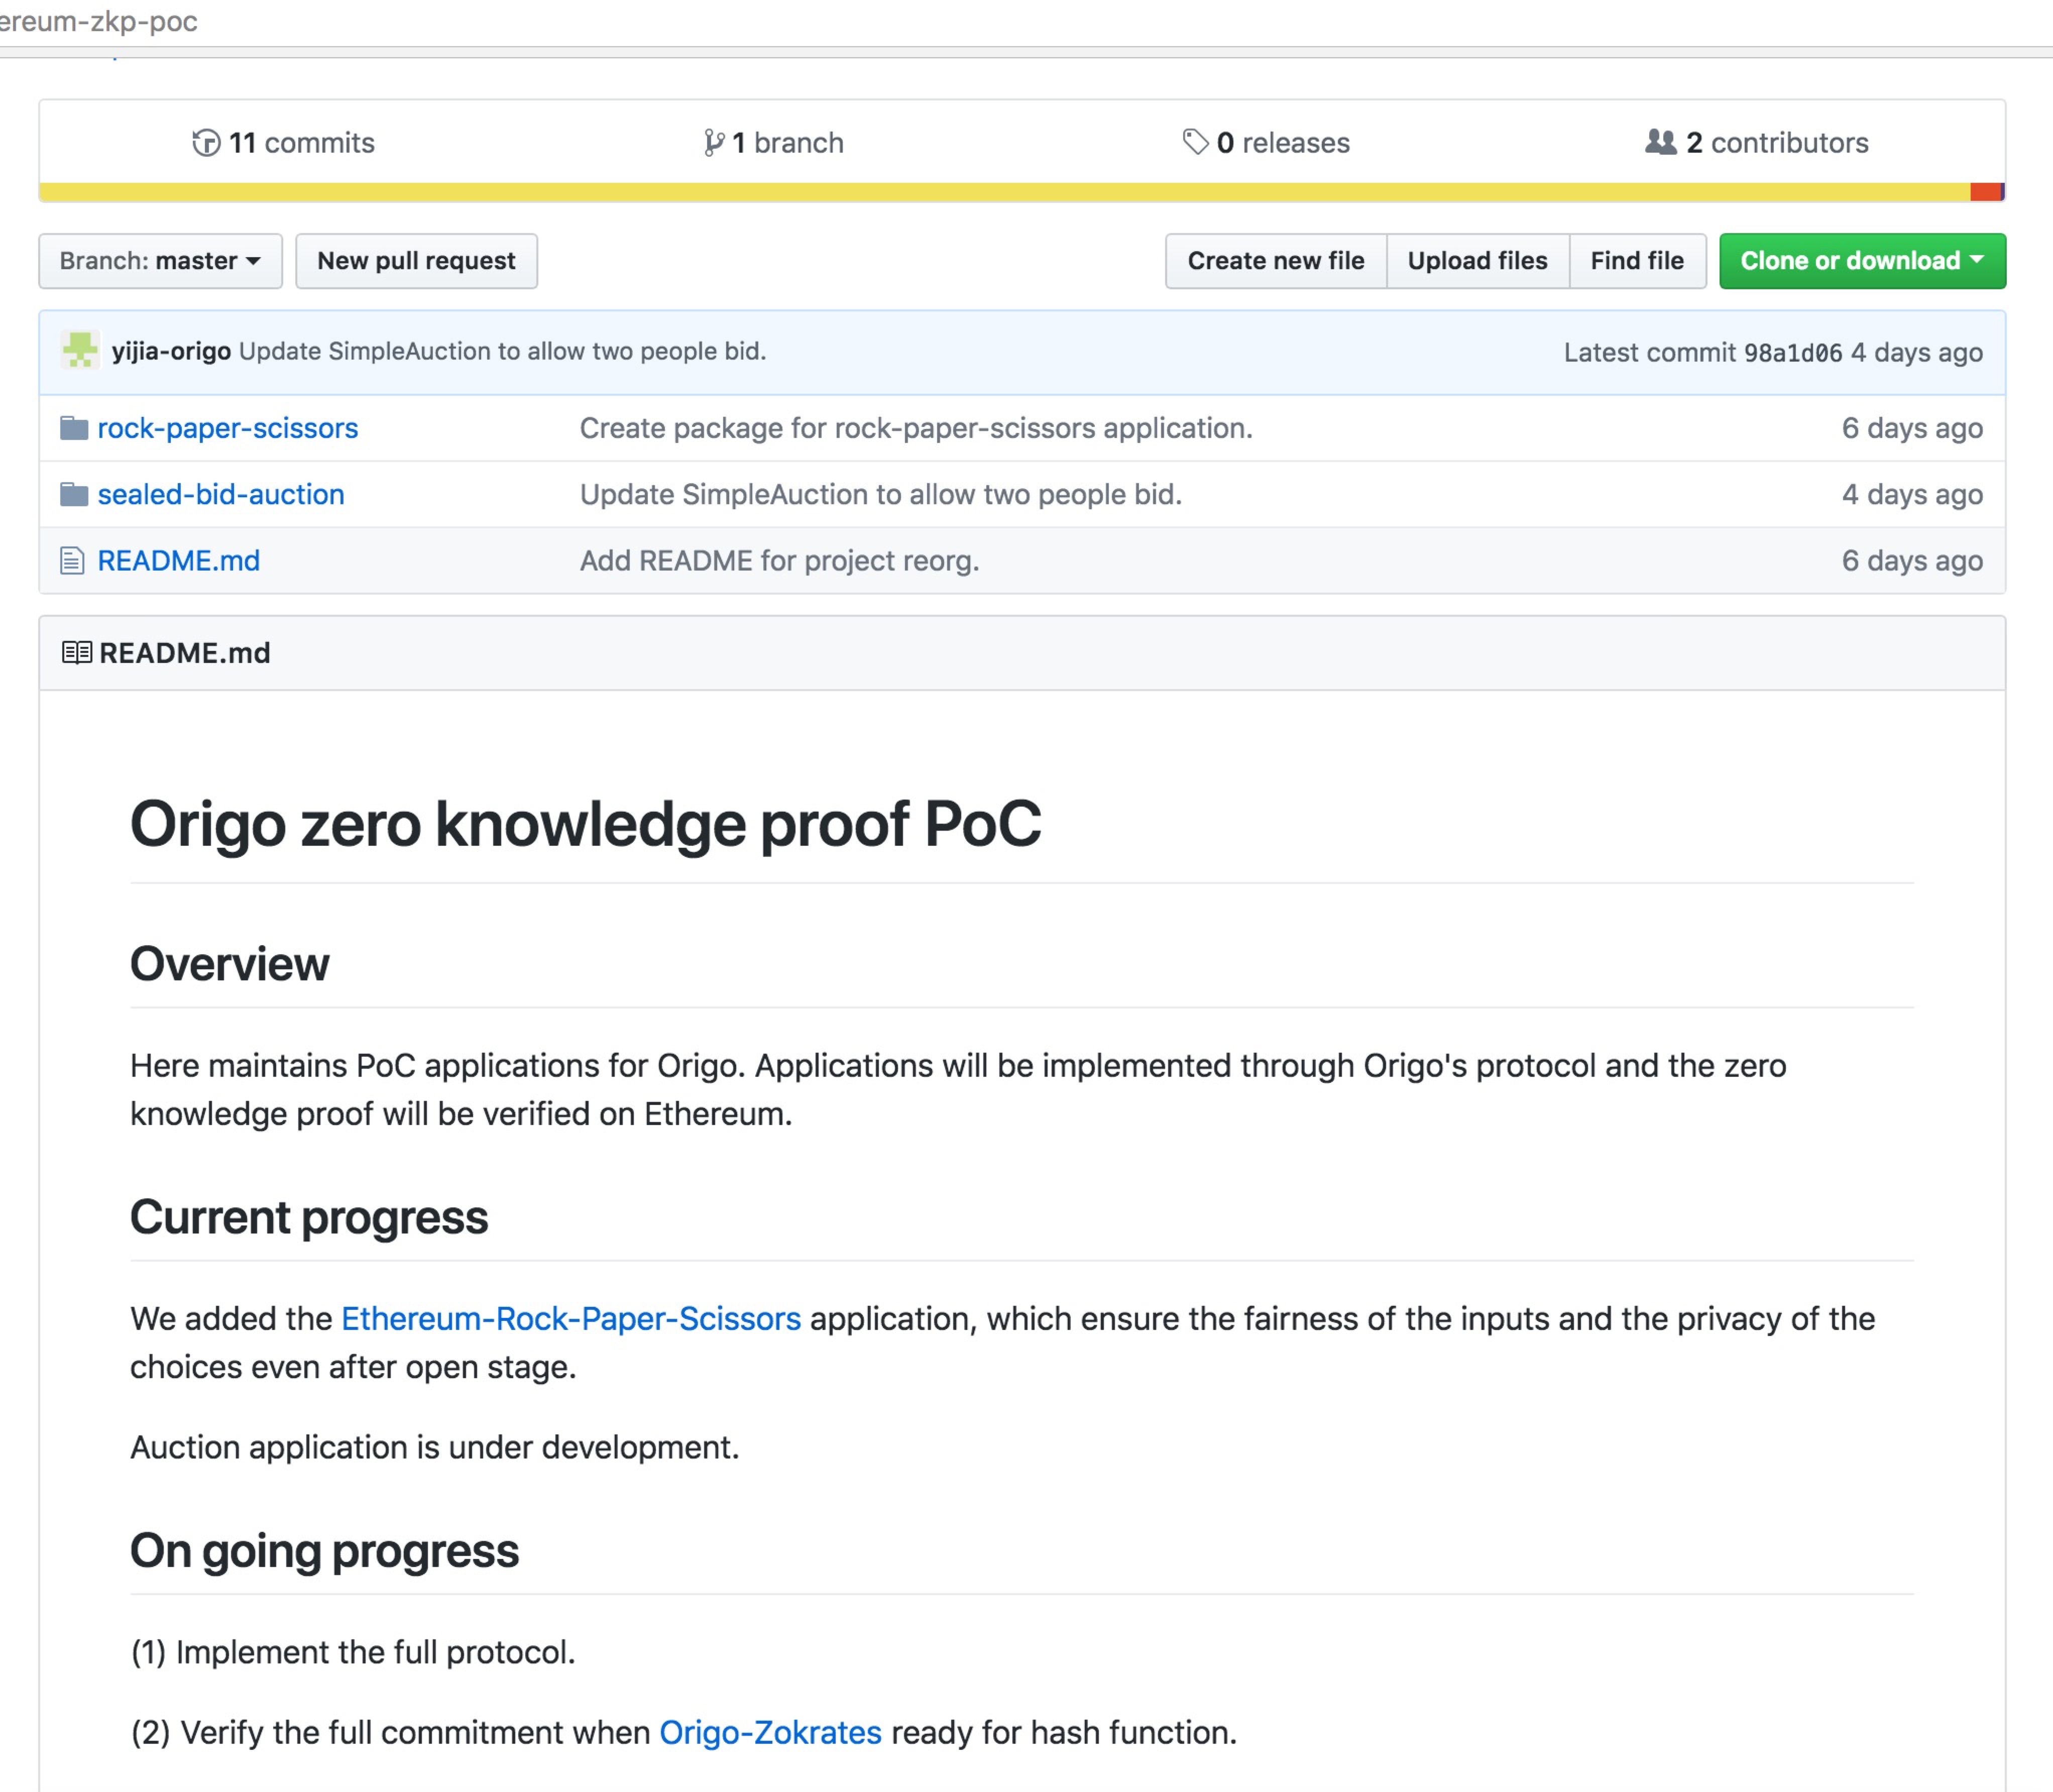 ereum-zkp-poc
11 commits
1 branch
0 releases
2 contributors
Branch: master
New pull request
Create new file
Upload files
Find file
Clone or download
yijia-origo Update SimpleAuction to allow two people bid.
Latest commit 98a1d06 4 days ago
rock-paper-scissors
Create package for rock-paper-scissors application.
6 days ago
sealed-bid-auction
Update SimpleAuction to allow two people bid.
4 days ago
README.md
Add README for project reorg.
6 days ago
README.md
Origo zero knowledge proof PoC
Overview
Here maintains PoC applications for Origo. Applications will be implemented through Origo's protocol and the zero
knowledge proof will be verified on Ethereum.
Current progress
We added the Ethereum-Rock-Paper-Scissors application, which ensure the fairness of the inputs and the privacy of the
choices even after open stage.
Auction application is under development.
On going progress
(1) Implement the full protocol.
(2) Verify the full commitment when Origo-Zokrates ready for hash function.